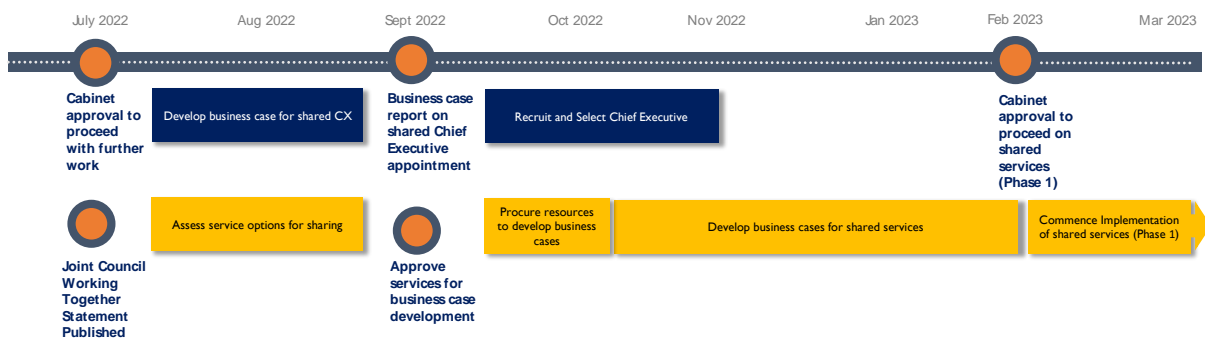 July 2022
Aug 2022
Sept 2022
Oct 2022
Nov 2022
Jan 2023
Feb 2023
Mar 2023
Cabinet
approval to
proceed
with further
work
Develop business case for shared CX
Business case
report on
shared Chief
Executive
appointment
Recruit and Select Chief Executive
Cabinet
approval to
proceed on
shared
services
(Phase 1)
Joint Council
Working
Together
Statement
Published
Assess service options for sharing
Approve
services for
business case
development
Procure resources
to develop business
cases
Develop business cases for shared services
Commence Implementation
of shared services (Phase 1)